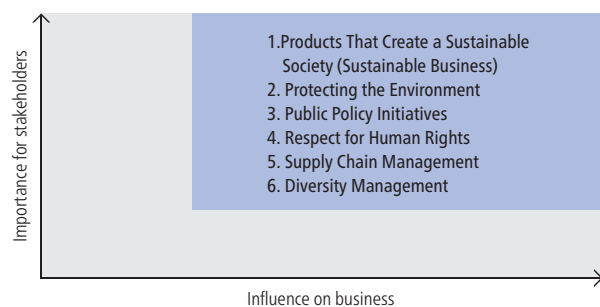 Importance for stakeholders
1.Products That Create a Sustainable
Society (Sustainable Business)
2. Protecting the Environment
3. Public Policy Initiatives
4. Respect for Human Rights
5. Supply Chain Management
6. Diversity Management
Influence on business